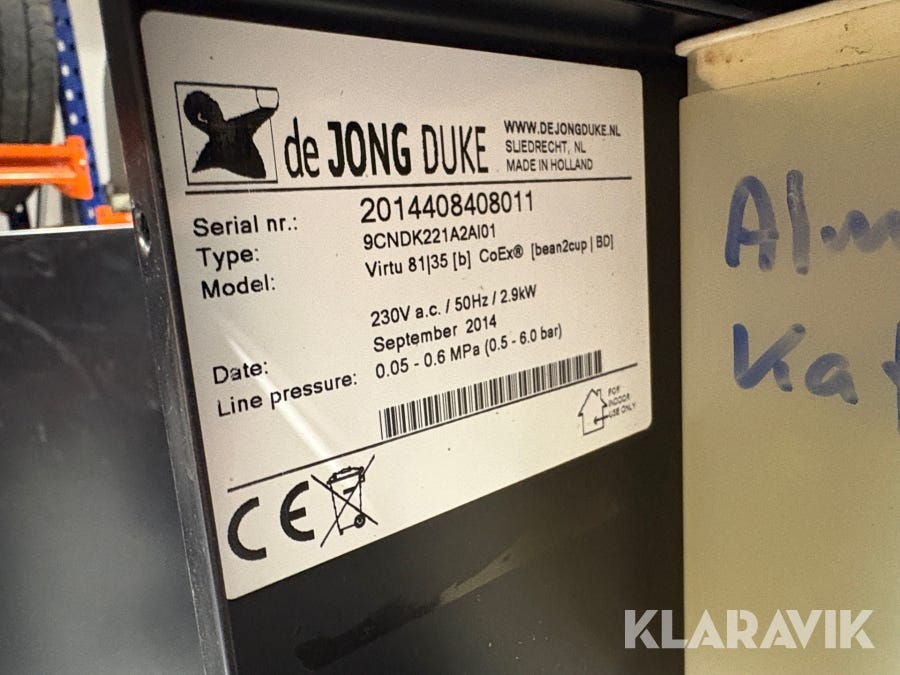 de JONG DUKE
WWW.DEJONGDUKE.NL
SLIEDRECHT, NL
MADE IN HOLLAND
Serial nr.: 2014408408011
Type: 9CNDK221A2AI01
Model: Virtu 81|35 [b] CoEx® [bean2cup | BD]
230V a.c. / 50Hz / 2.9kW
Date: September 2014
Line pressure: 0.05 - 0.6 MPa (0.5 - 6.0 bar)
FOR
INDOOR
USE ONLY
CE
KLARAVIK